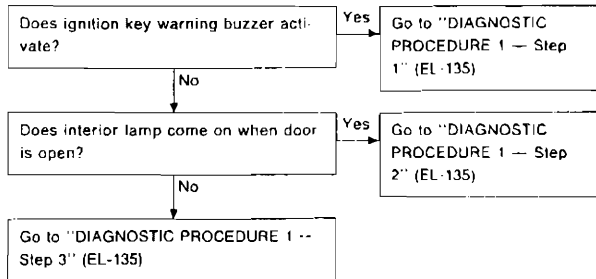 Does ignition key warning buzzer acti-
vate?
Yes
Go to "DIAGNOSTIC
PROCEDURE 1 — Step
1" (EL-135)
No
Does interior lamp come on when door
is open?
Yes
Go to "DIAGNOSTIC
PROCEDURE 1 — Step
2" (EL-135)
No
Go to "DIAGNOSTIC PROCEDURE 1 --
Step 3" (EL-135)